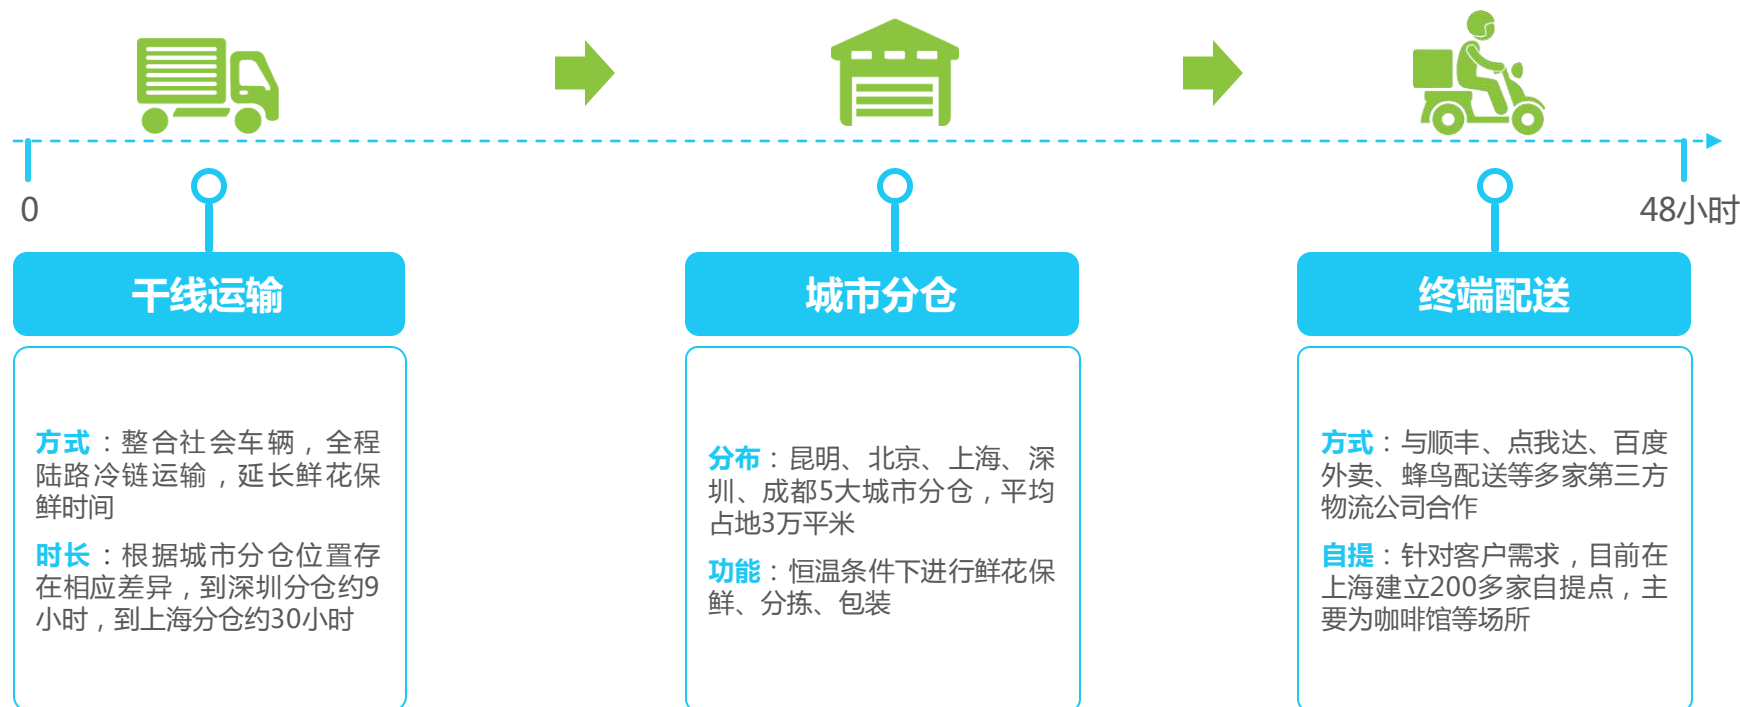 0
48小时
干线运输
方式：整合社会车辆，全程
陆路冷链运输，延长鲜花保
鲜时间
时长：根据城市分仓位置存
在相应差异，到深圳分仓约9
小时，到上海分仓约30小时
城市分仓
分布：昆明、北京、上海、深
圳、成都5大城市分仓，平均
占地3万平米
功能：恒温条件下进行鲜花保
鲜、分拣、包装
终端配送
方式：与顺丰、点我达、百度
外卖、蜂鸟配送等多家第三方
物流公司合作
自提：针对客户需求，目前在
上海建立200多家自提点，主
要为咖啡馆等场所